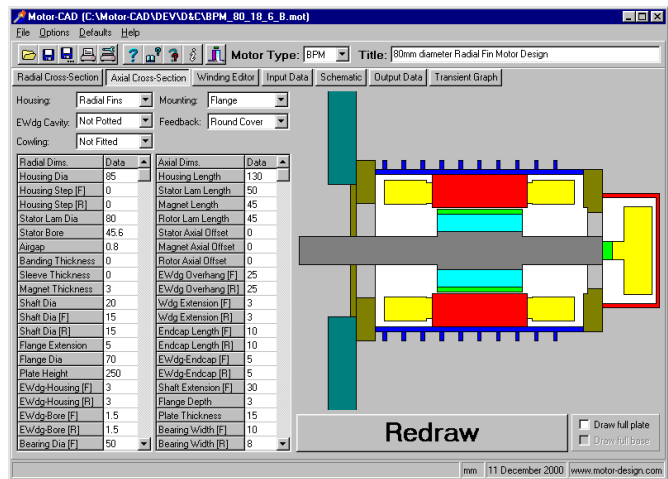 Motor-CAD (C:\Motor-CAD\DEV\D&C\BPM_80_18_6_B.mot)
File Options Defaults Help
Motor Type: BPM Title: 80mm diameter Radial Fin Motor Design
Radial Cross-Section Axial Cross-Section Winding Editor Input Data Schematic Output Data Transient Graph
Housing: Radial Fins Mounting: Flange
EWdg Cavity: Not Potted Feedback: Round Cover
Cowling: Not Fitted
Radial Dims. Data Axial Dims. Data
Housing Dia 85 Housing Length 130
Housing Step [F] 0 Stator Lam Length 50
Housing Step [R] 0 Magnet Length 45
Stator Lam Dia 80 Rotor Lam Length 45
Stator Bore 45.6 Stator Axial Offset 0
Airgap 0.8 Magnet Axial Offset 0
Banding Thickness 0 Rotor Axial Offset 0
Sleeve Thickness 0 EWdg Overhang [F] 25
Magnet Thickness 3 EWdg Overhang [R] 25
Shaft Dia 20 Wdg Extension [F] 3
Shaft Dia [F] 15 Wdg Extension [R] 3
Shaft Dia [R] 15 Endcap Length [F] 10
Flange Extension 5 Endcap Length [R] 10
Flange Dia 70 EWdg-Endcap [F] 5
Plate Height 250 EWdg-Endcap [R] 5
EWdg-Housing [F] 3 Shaft Extension [F] 30
EWdg-Housing [R] 3 Flange Depth 3
EWdg-Bore [F] 1.5 Plate Thickness 15
EWdg-Bore [R] 1.5 Bearing Width [F] 10
Bearing Dia [F] 50 Bearing Width [R] 8
Redraw
Draw full plate
Draw full base
mm 11 December 2000 www.motor-design.com